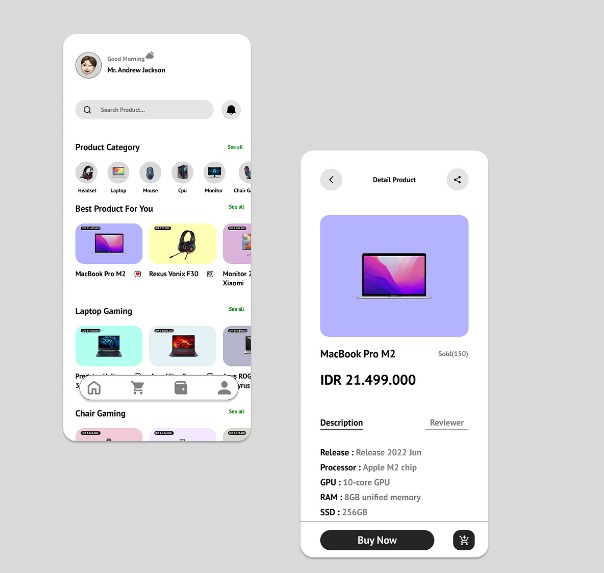 Good Morning
Mr. Andrew Jackson
Search Product...
Product Category
See all
Headset
Laptop
Mouse
Cpu
Monitor
Chair G
Best Product For You
See all
MacBook Pro M2
Rexus Vonix F30
Monitor 2
Xiaomi
Laptop Gaming
See all
Chair Gaming
See all
Detail Product
MacBook Pro M2
Sold(150)
IDR 21.499.000
Description
Reviewer
Release : Release 2022 Jun
Processor : Apple M2 chip
GPU : 10-core GPU
RAM : 8GB unified memory
SSD : 256GB
Buy Now